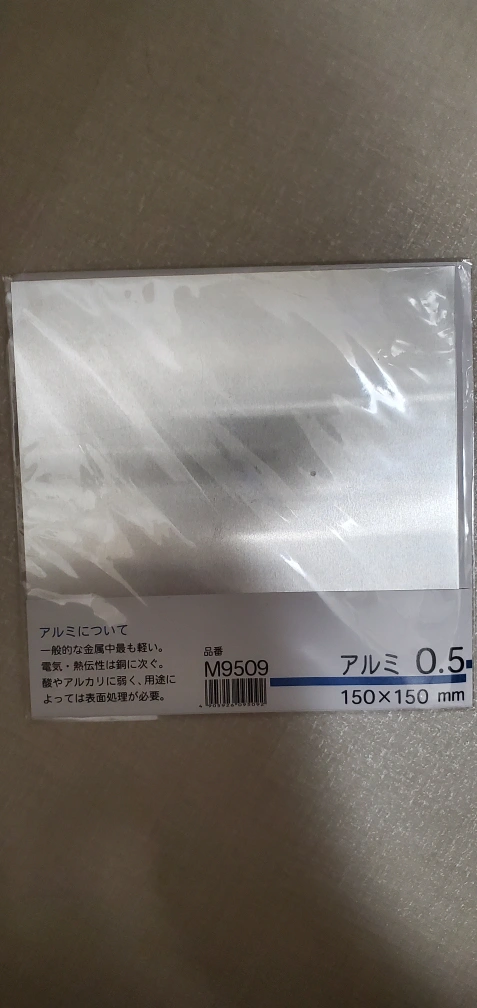 アルミについて
一般的な金属中最も軽い。
電気・熱伝性は銅に次ぐ。
酸やアルカリに弱く、用途に
よっては表面処理が必要。
品番
M9509
アルミ 0.5
150×150 mm